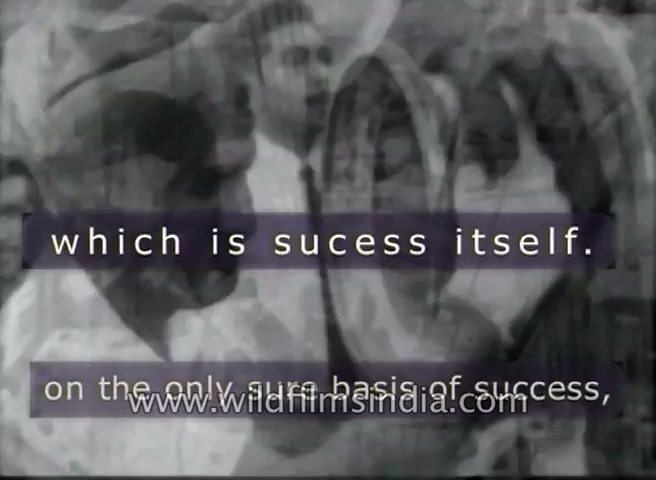 which is sucess itself.
on the only sure basis of success,
www.wildfilmsindia.com